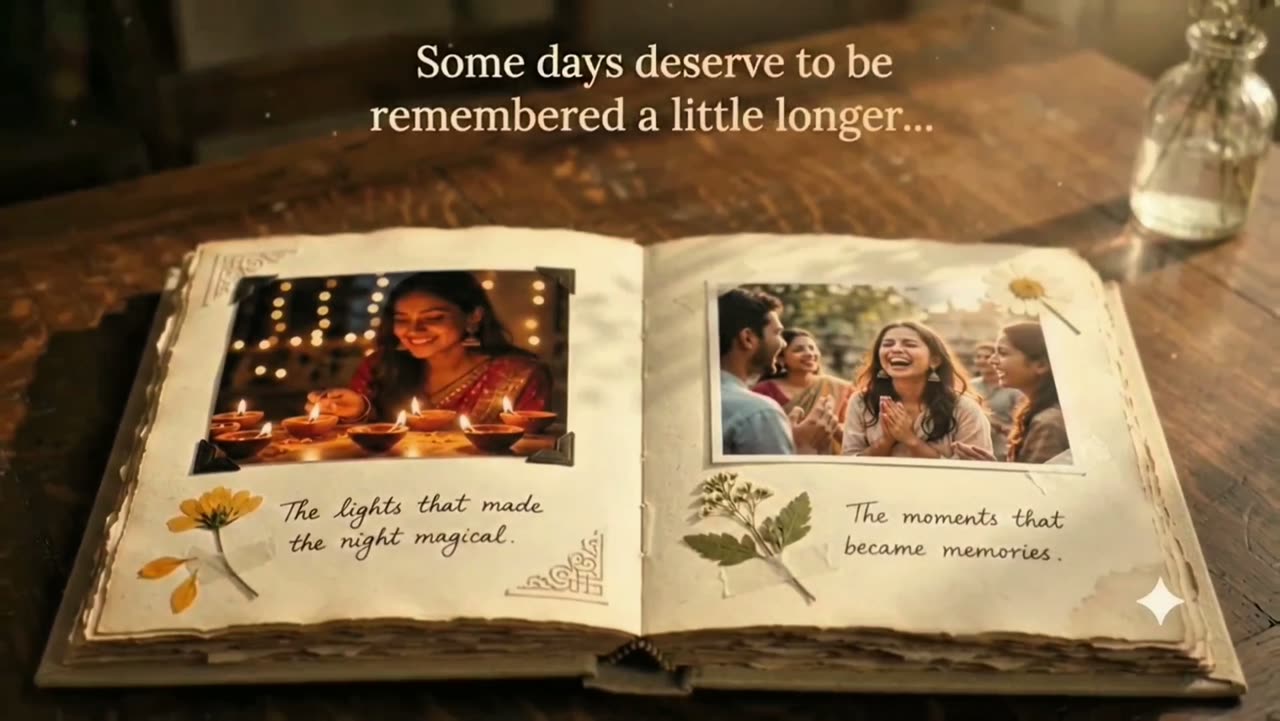 Some days deserve to be
remembered a little longer...
The lights that made
the night magical.
The moments that
became memories.